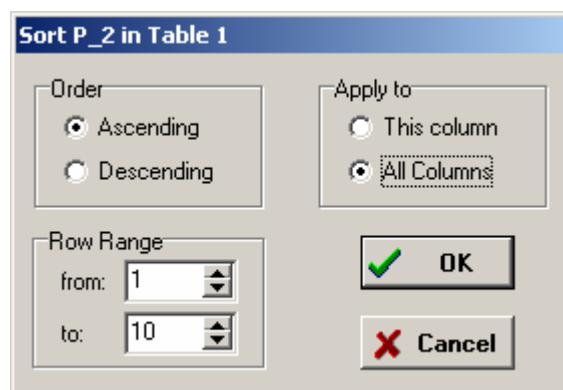 Sort P_2 in Table 1
Order
Ascending
Descending
Apply to
This column
All Columns
Row Range
from: 1
to: 10
OK
Cancel